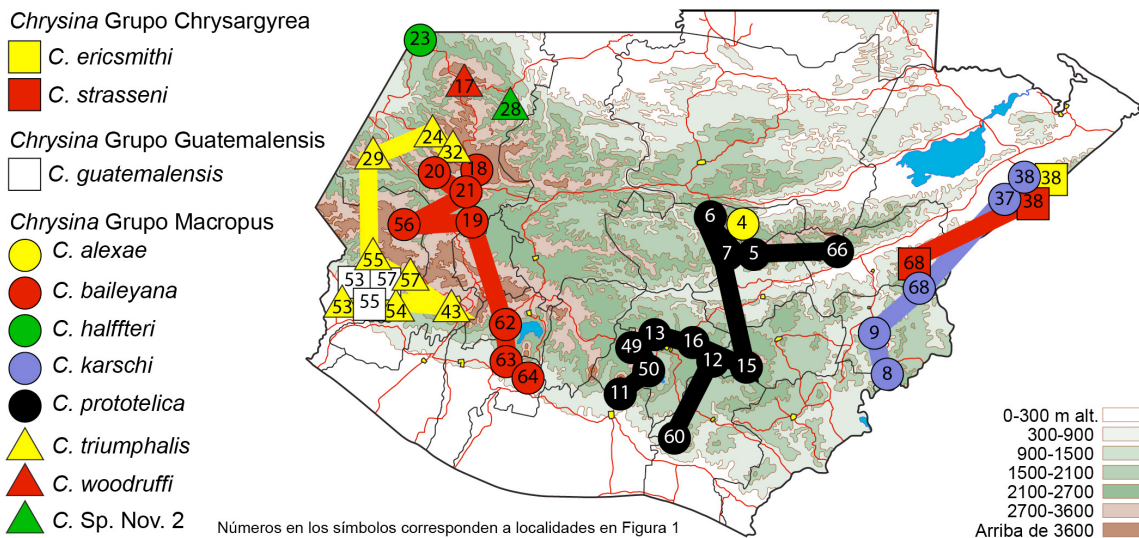 Chrysina Grupo Chrysargyrea
C. ericsmithi
C. strasseni
Chrysina Grupo Guatemalensis
C. guatemalensis
Chrysina Grupo Macropus
C. alexae
C. baileyana
C. halffteri
C. karschi
C. prototelica
C. triumphalis
C. woodruffi
C. Sp. Nov. 2
23
17
28
24
32
29
18
20
21
19
56
55
53
57
57
55
53
54
43
62
63
64
6
4
7
5
66
13
49
16
12
15
50
11
60
38
38
37
38
68
68
9
8
Números en los símbolos corresponden a localidades en Figura 1
0-300 m alt.
300-900
900-1500
1500-2100
2100-2700
2700-3600
Arriba de 3600